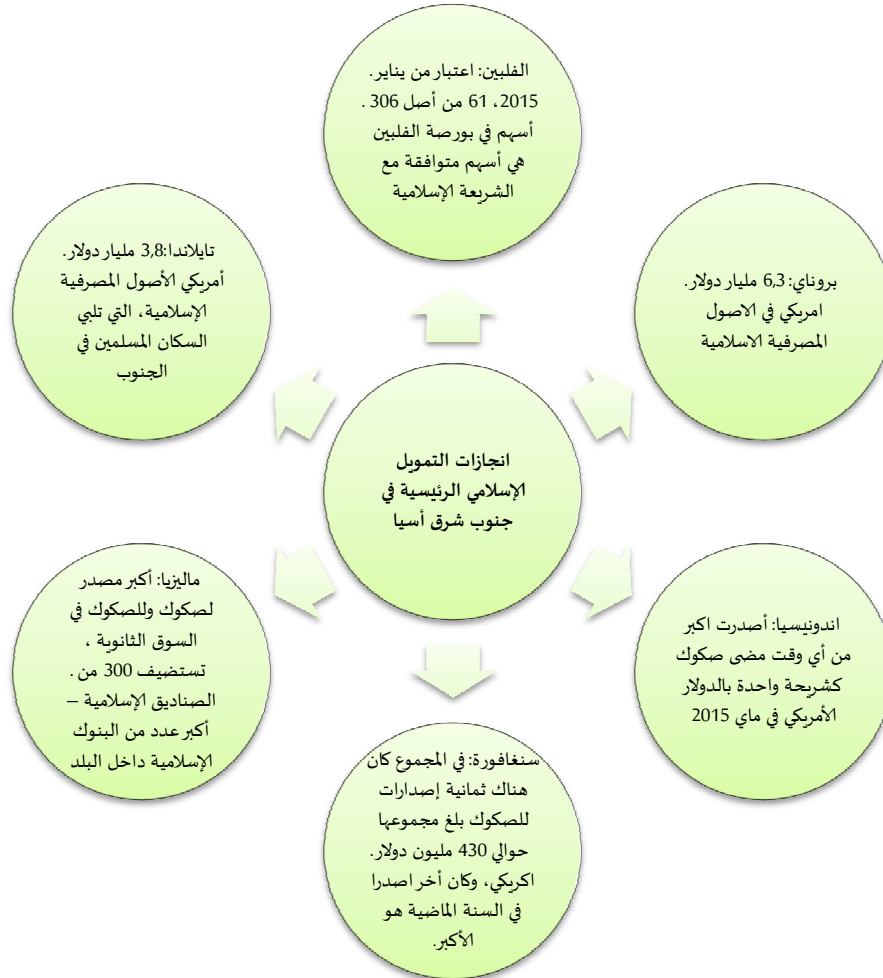 الفلبين: اعتبار من يناير.
2015، 61 من أصل 306 .
أسهم في بورصة الفلبين
هي أسهم متوافقة مع
الشريعة الإسلامية
بروناي: 6,3 مليار دولار.
امريكي في الاصول
المصرفية الاسلامية
تايلاندا:3,8 مليار دولار.
أمريكي الأصول المصرفية
الإسلامية، التي تلبي
السكان المسلمين في
الجنوب
انجازات التمويل
الإسلامي الرئيسية في
جنوب شرق أسيا
اندونيسيا: أصدرت اكبر
من أي وقت مضى صكوك
كشريحة واحدة بالدولار
الأمريكي في ماي 2015
ماليزيا: أكبر مصدر
لصكوك وللصكوك في
السوق الثانوية ،
تستضيف 300 من .
الصناديق الإسلامية –
أكبر عدد من البنوك
الإسلامية داخل البلد
سنغافورة: في المجموع كان
هناك ثمانية إصدارات
للصكوك بلغ مجموعها
حوالي 430 مليون دولار.
اكريكي، وكان أخر اصدرا
في السنة الماضية هو
الأكبر.